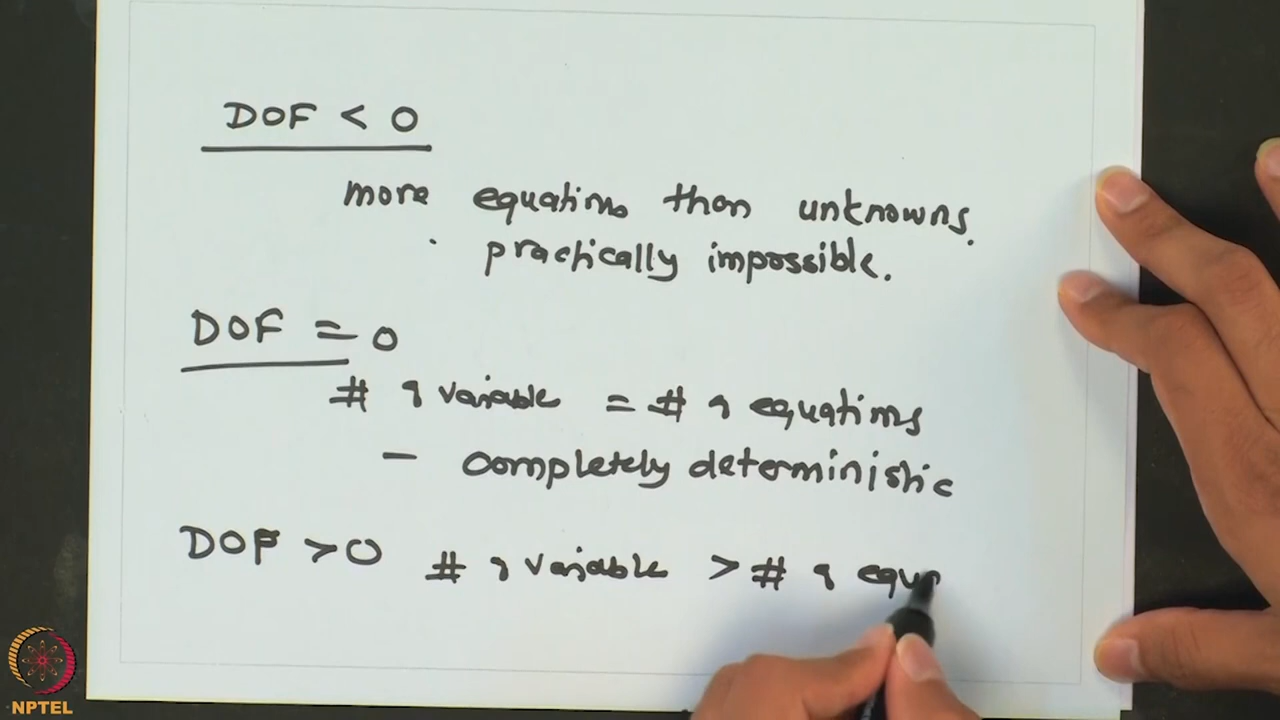 DOF < 0
more equations than unknowns.
practically impossible.
DOF = 0
# of variable = # of equations
- completely deterministic
DOF > 0 # of variable > # of equa
NPTEL